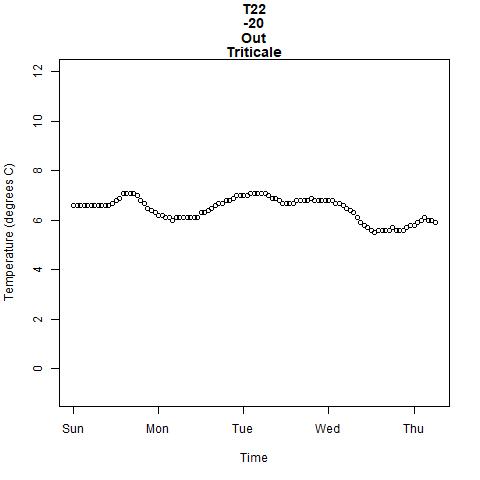 T22
-20
Out
Triticale
Temperature (degrees C)
12
10
8
6
4
2
0
Sun Mon Tue Wed Thu
Time